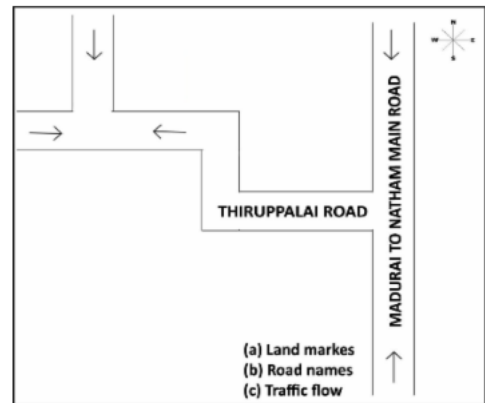 N
W E
S
THIRUPPALAI ROAD
MADURAI TO NATHAM MAIN ROAD
(a) Land markes
(b) Road names
(c) Traffic flow